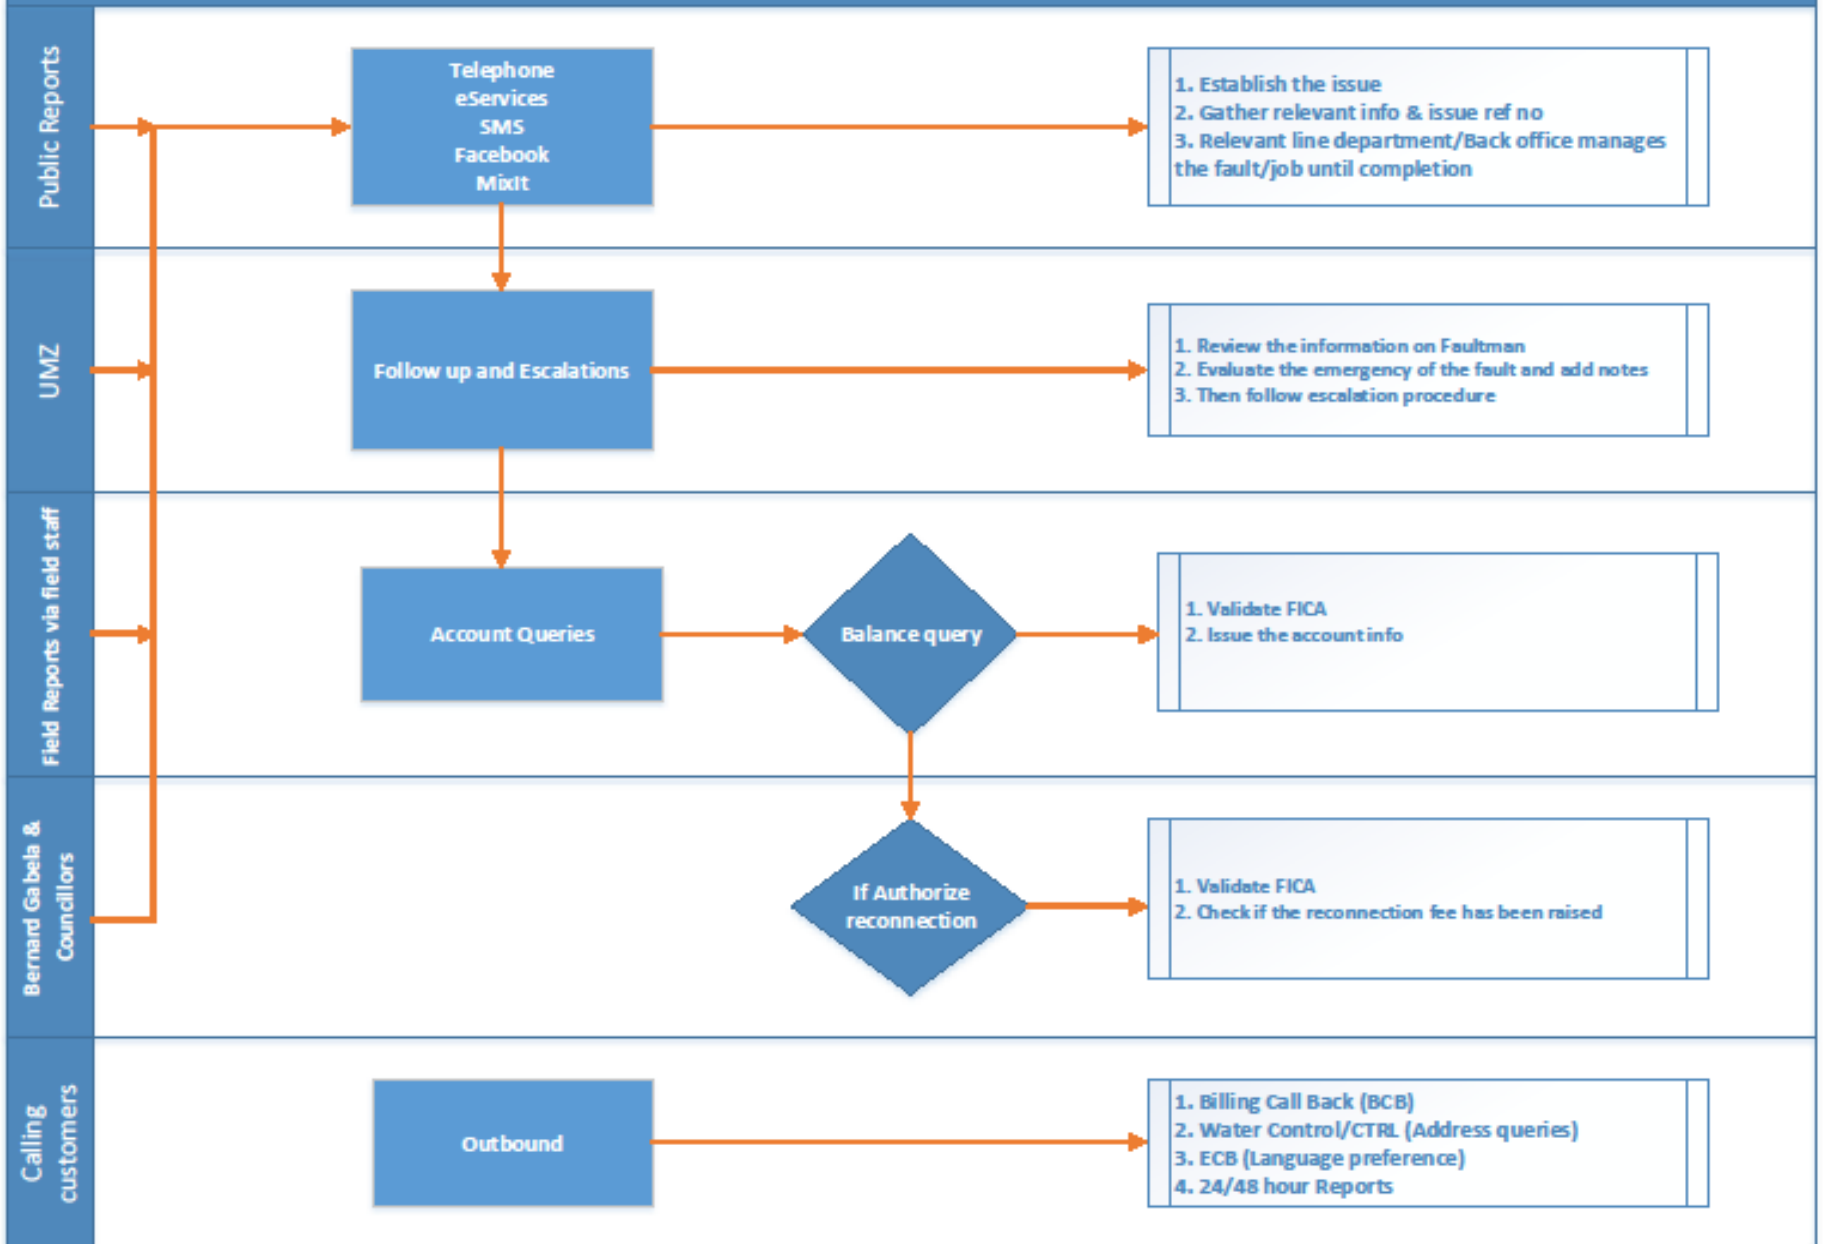 Public Reports
Telephone
eServices
SMS
Facebook
MixIt
1. Establish the issue
2. Gather relevant info & issue ref no
3. Relevant line department/Back office manages
the fault/job until completion
UMZ
Follow up and Escalations
1. Review the information on Faultman
2. Evaluate the emergency of the fault and add notes
3. Then follow escalation procedure
Field Reports via field staff
Account Queries
Balance query
1. Validate FICA
2. Issue the account info
Bernard Gabela &
Councillors
If Authorize
reconnection
1. Validate FICA
2. Check if the reconnection fee has been raised
Calling
customers
Outbound
1. Billing Call Back (BCB)
2. Water Control/CTRL (Address queries)
3. ECB (Language preference)
4. 24/48 hour Reports